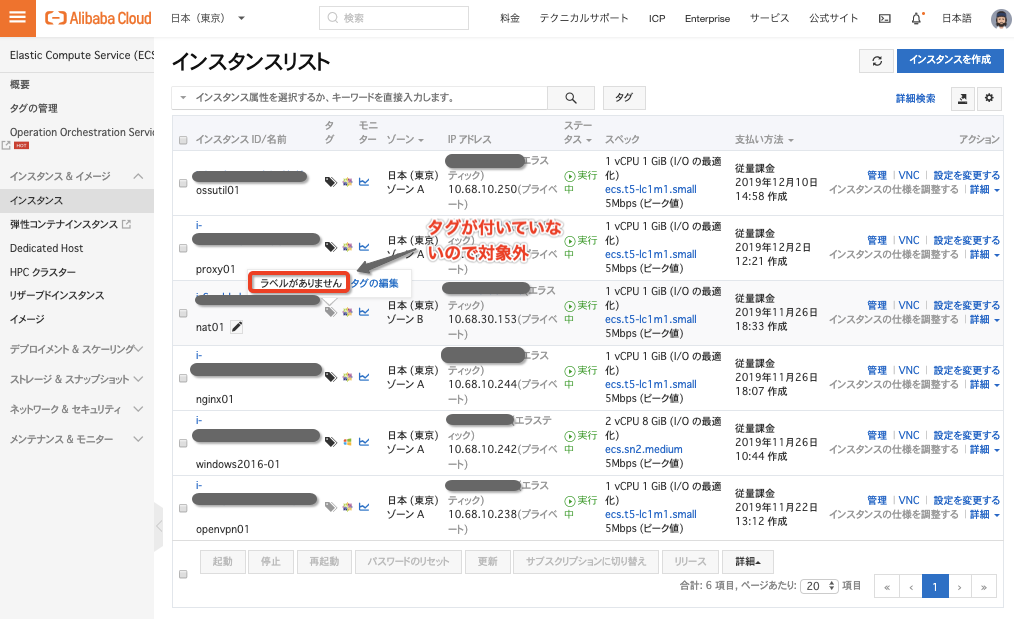 Alibaba Cloud
日本（東京）
検索
料金
テクニカルサポート
ICP
Enterprise
サービス
公式サイト
日本語
Elastic Compute Service (ECS
概要
タグの管理
Operation Orchestration Servic
HOT
インスタンス & イメージ
インスタンス
弾性コンテナインスタンス
Dedicated Host
HPC クラスター
リザーブドインスタンス
イメージ
デプロイメント & スケーリング
ストレージ & スナップショット
ネットワーク & セキュリティ
メンテナンス & モニター
インスタンスリスト
インスタンスを作成
インスタンス属性を選択するか、キーワードを直接入力します。
タグ
詳細検索
インスタンス ID/名前
タグ
モニター
ゾーン
IP アドレス
ステータス
スペック
支払い方法
アクション
ossutil01
日本 (東京)
ゾーン A
エラス
10.68.10.250(プライベ
ート)
実行
中
1 vCPU 1 GiB (I/O の最適
化)
ecs.t5-lc1m1.small
5Mbps (ピーク値)
従量課金
2019年12月10日
14:58 作成
管理
VNC
設定を変更する
インスタンスの仕様を調整する
詳細
i-
proxy01
日本 (東京)
ィック)
ート)
実行
中
1 vCPU 1 GiB (I/O の最適
化)
ecs.t5-lc1m1.small
5Mbps (ピーク値)
従量課金
2019年12月2日
12:21 作成
管理
VNC
設定を変更する
インスタンスの仕様を調整する
詳細
タグが付いていな
いので対象外
ラベルがありません
タグの編集
nat01
日本 (東京)
ゾーン B
エラス
ティック)
10.68.30.153(プライベ
ート)
実行
中
1 vCPU 1 GiB (I/O の最適
化)
ecs.t5-lc1m1.small
5Mbps (ピーク値)
従量課金
2019年11月26日
18:33 作成
管理
VNC
設定を変更する
インスタンスの仕様を調整する
詳細
i-
nginx01
日本 (東京)
ゾーン A
エラス
ティック)
10.68.10.244(プライベ
ート)
実行
中
1 vCPU 1 GiB (I/O の最適
化)
ecs.t5-lc1m1.small
5Mbps (ピーク値)
従量課金
2019年11月26日
18:07 作成
管理
VNC
設定を変更する
インスタンスの仕様を調整する
詳細
i-
windows2016-01
日本 (東京)
ゾーン A
エラステ
ィック)
10.68.10.242(プライベ
ート)
実行
中
2 vCPU 8 GiB (I/O の最適
化)
ecs.sn2.medium
5Mbps (ピーク値)
従量課金
2019年11月26日
10:44 作成
管理
VNC
設定を変更する
インスタンスの仕様を調整する
詳細
i-
openvpn01
日本 (東京)
ゾーン A
エラス
ティック)
10.68.10.238(プライベ
ート)
実行
中
1 vCPU 1 GiB (I/O の最適
化)
ecs.t5-lc1m1.small
5Mbps (ピーク値)
従量課金
2019年11月22日
13:12 作成
管理
VNC
設定を変更する
インスタンスの仕様を調整する
詳細
起動
停止
再起動
パスワードのリセット
更新
サブスクリプションに切り替え
リリース
詳細
合計: 6 項目, ページあたり:
20
項目
«
‹
1
›
»